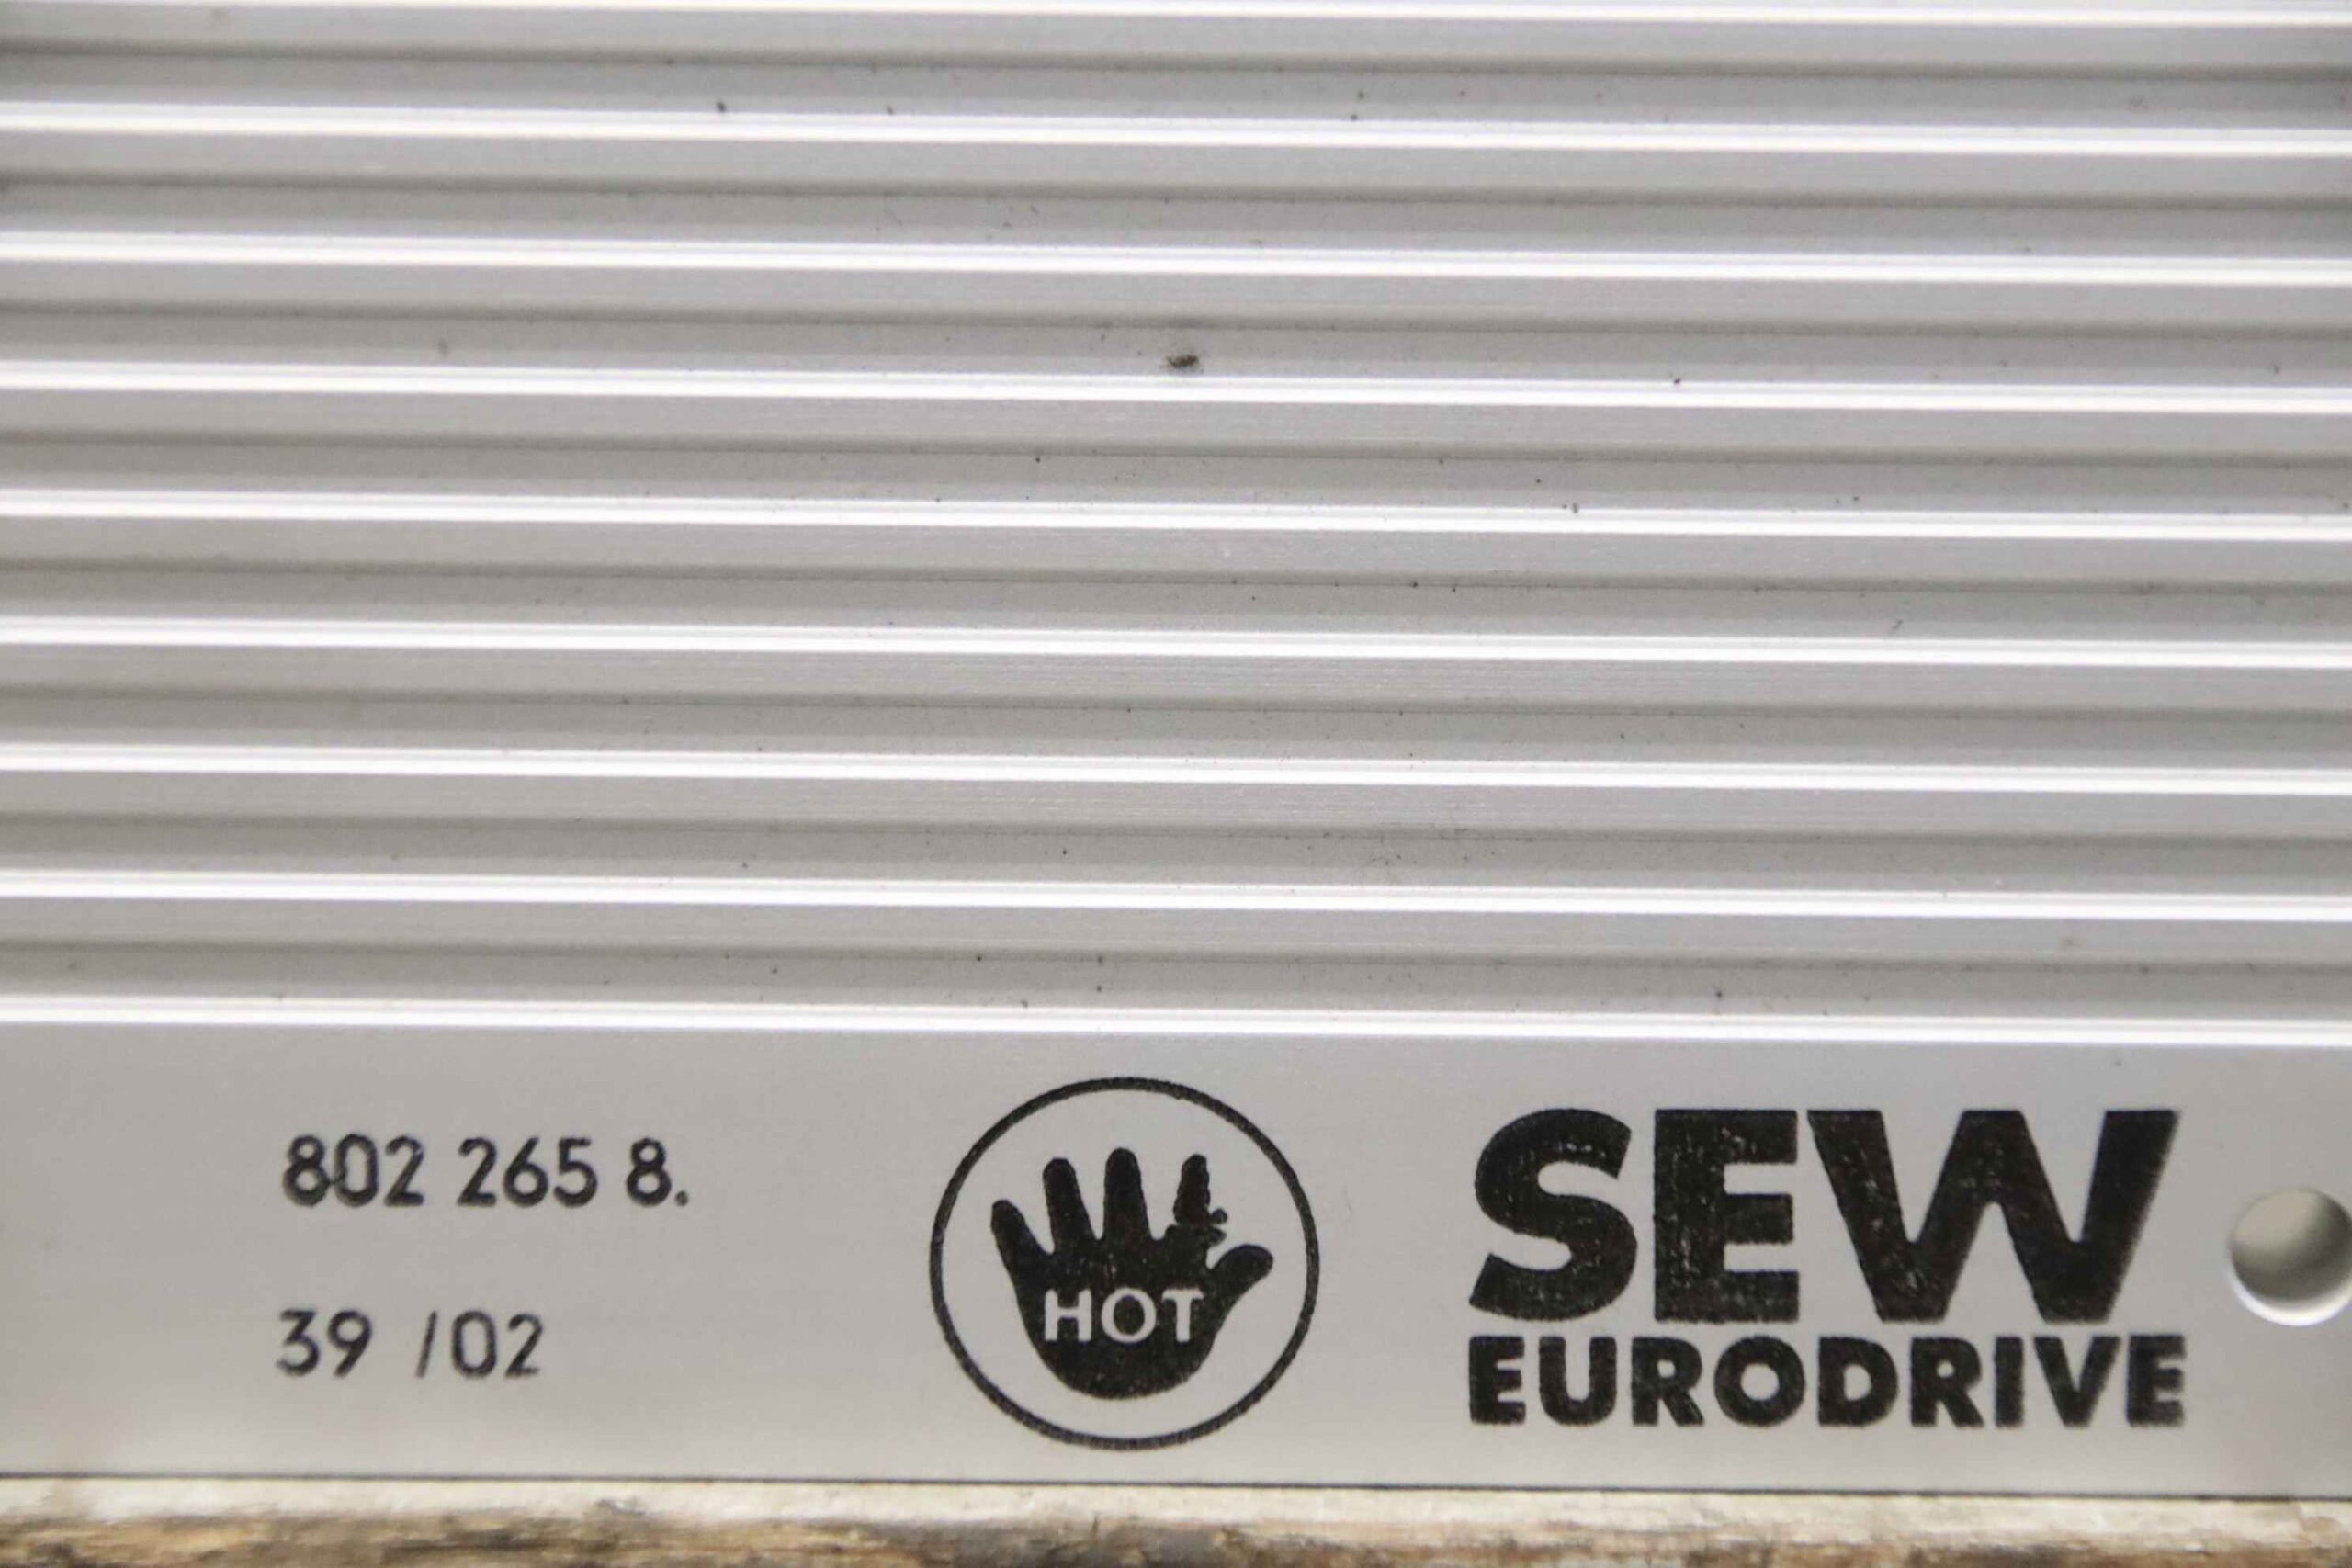 802 265 8.
39 /02
HOT
SEW
EURODRIVE